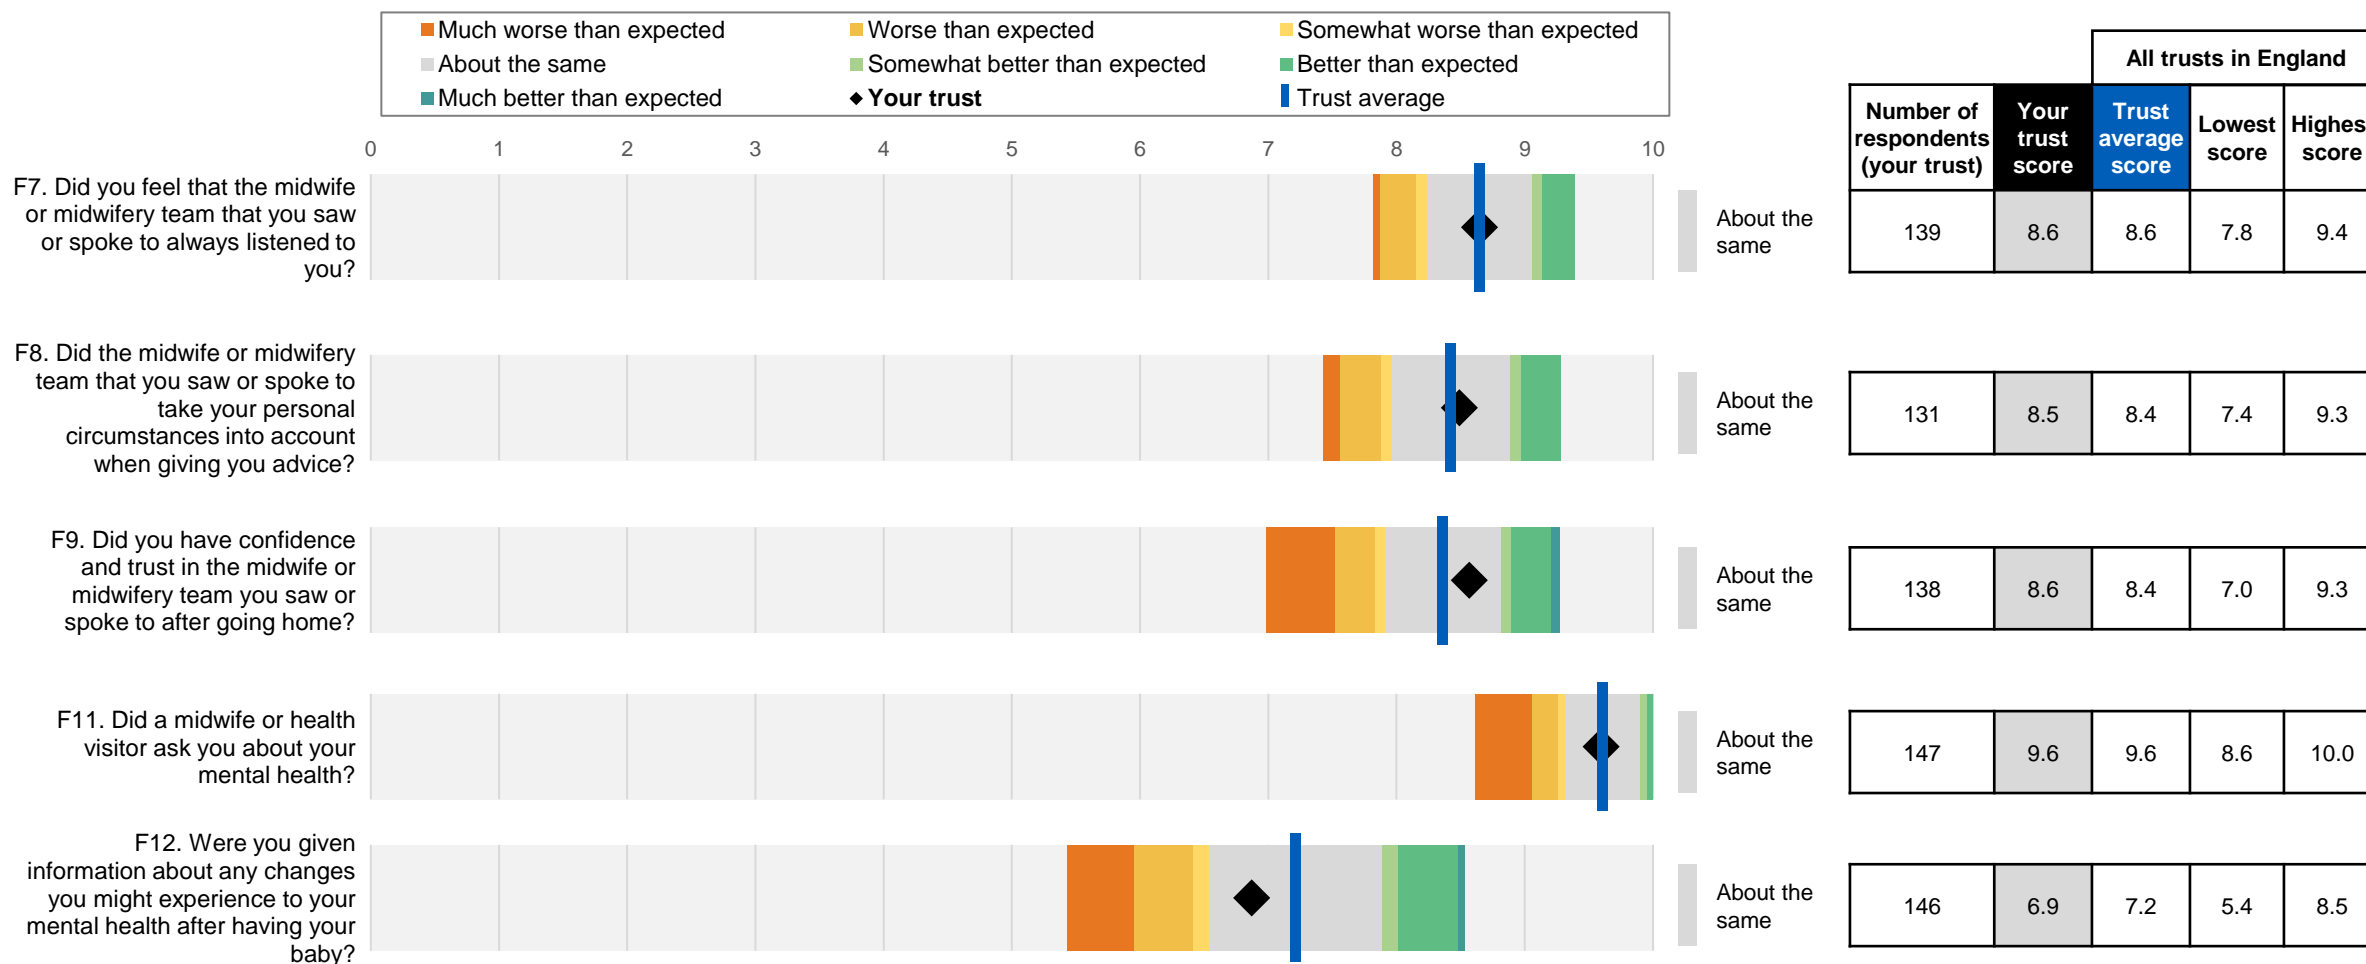 Much worse than expected
Worse than expected
Somewhat worse than expected
About the same
Somewhat better than expected
Better than expected
Much better than expected
Your trust
Trust average
All trusts in England
Number of respondents (your trust)
Your trust score
Trust average score
Lowest score
Highes score
0 1 2 3 4 5 6 7 8 9 10
F7. Did you feel that the midwife
or midwifery team that you saw
or spoke to always listened to
you?
About the
same
139 8.6 8.6 7.8 9.4
F8. Did the midwife or midwifery
team that you saw or spoke to
take your personal
circumstances into account
when giving you advice?
About the
same
131 8.5 8.4 7.4 9.3
F9. Did you have confidence
and trust in the midwife or
midwifery team you saw or
spoke to after going home?
About the
same
138 8.6 8.4 7.0 9.3
F11. Did a midwife or health
visitor ask you about your
mental health?
About the
same
147 9.6 9.6 8.6 10.0
F12. Were you given
information about any changes
you might experience to your
mental health after having your
baby?
About the
same
146 6.9 7.2 5.4 8.5